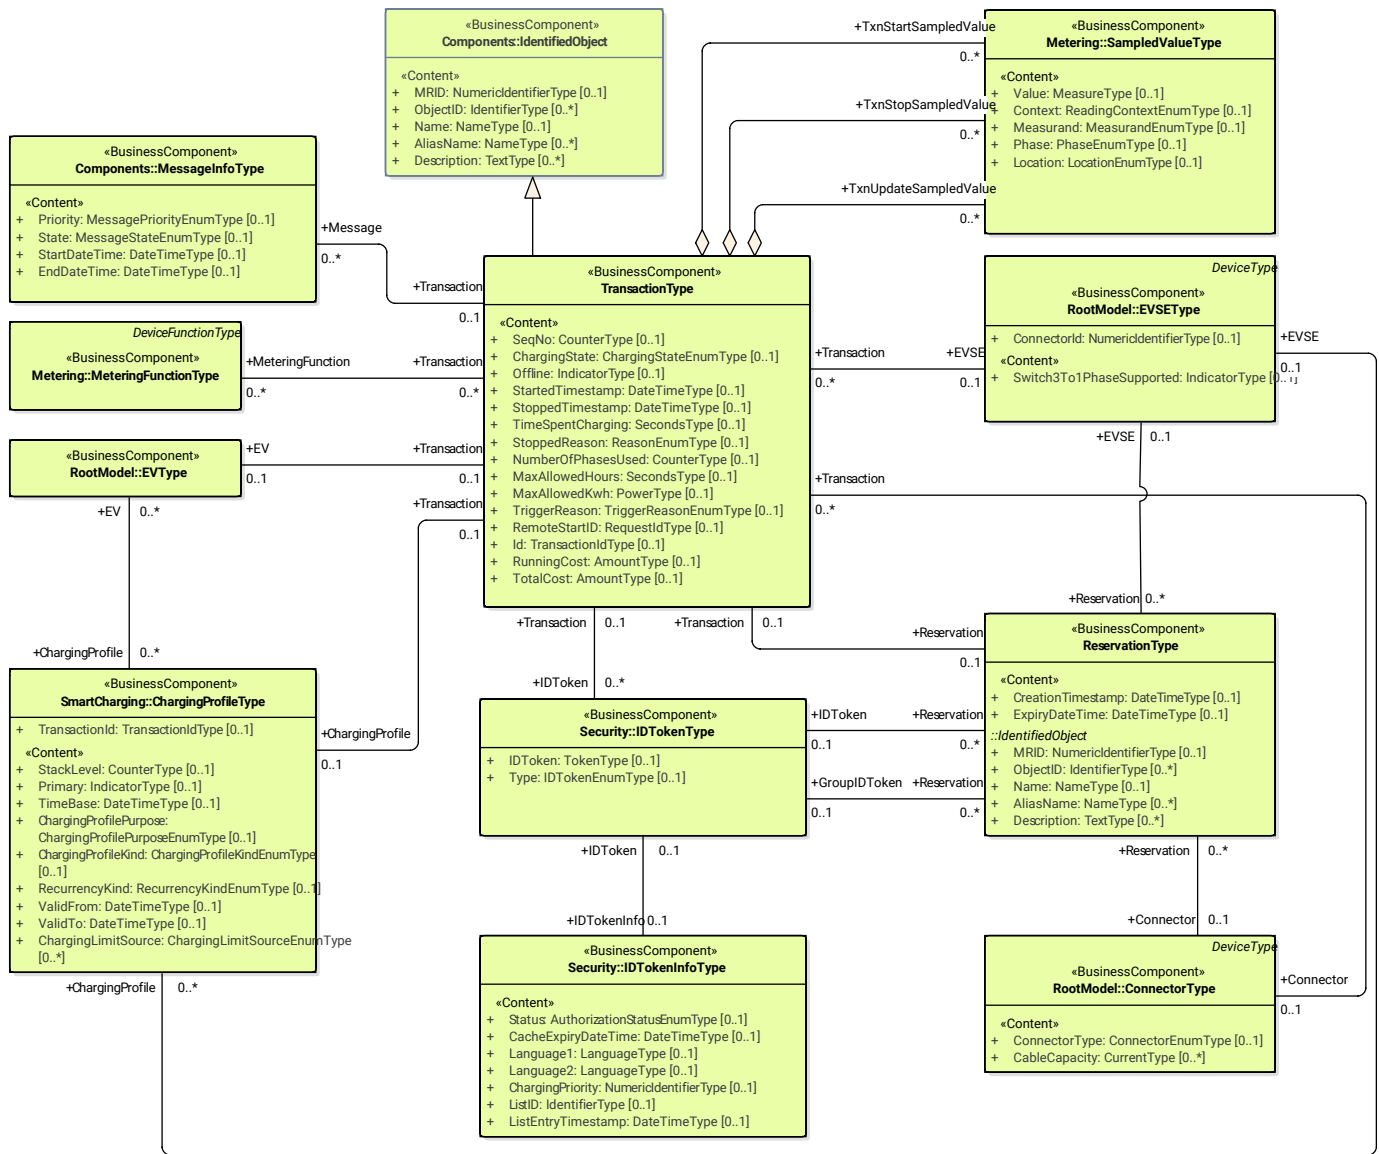 «BusinessComponent»
Components::IdentifiedObject
«Content»
+ MRID: NumericIdentifierType [0..1]
+ ObjectID: IdentifierType [0..*]
+ Name: NameType [0..1]
+ AliasName: NameType [0..*]
+ Description: TextType [0..*]
+TxnStartSampledValue
0..*
+TxnStopSampledValue
0..*
+TxnUpdateSampledValue
0..*
«BusinessComponent»
Metering::SampledValueType
«Content»
+ Value: MeasureType [0..1]
+ Context: ReadingContextEnumType [0..1]
+ Measurand: MeasurandEnumType [0..1]
+ Phase: PhaseEnumType [0..1]
+ Location: LocationEnumType [0..1]
«BusinessComponent»
Components::MessageInfoType
«Content»
+ Priority: MessagePriorityEnumType [0..1]
+ State: MessageStateEnumType [0..1]
+ StartDateTime: DateTimeType [0..1]
+ EndDateTime: DateTimeType [0..1]
+Message
0..*
+Transaction
0..1
DeviceFunctionType
«BusinessComponent»
Metering::MeteringFunctionType
+MeteringFunction
0..*
+Transaction
0..*
«BusinessComponent»
RootModel::EVType
+EV
0..1
+Transaction
0..1
+Transaction
0..1
+EV 0..*
+ChargingProfile 0..*
«BusinessComponent»
TransactionType
«Content»
+ SeqNo: CounterType [0..1]
+ ChargingState: ChargingStateEnumType [0..1]
+ Offline: IndicatorType [0..1]
+ StartedTimestamp: DateTimeType [0..1]
+ StoppedTimestamp: DateTimeType [0..1]
+ TimeSpentCharging: SecondsType [0..1]
+ StoppedReason: ReasonEnumType [0..1]
+ NumberOfPhasesUsed: CounterType [0..1]
+ MaxAllowedHours: SecondsType [0..1]
+ MaxAllowedKwh: PowerType [0..1]
+ TriggerReason: TriggerReasonEnumType [0..1]
+ RemoteStartID: RequestIdType [0..1]
+ Id: TransactionIdType [0..1]
+ RunningCost: AmountType [0..1]
+ TotalCost: AmountType [0..1]
+Transaction
0..*
+EVSE
0..1
DeviceType
«BusinessComponent»
RootModel::EVSEType
+ ConnectorId: NumericIdentifierType [0..1]
«Content»
+ Switch3To1PhaseSupported: IndicatorType [0..1]
+EVSE
0..1
+EVSE 0..1
+Transaction
0..*
+Reservation 0..*
+Transaction 0..1
+Transaction 0..1
+Reservation
0..1
«BusinessComponent»
ReservationType
«Content»
+ CreationTimestamp: DateTimeType [0..1]
+ ExpiryDateTime: DateTimeType [0..1]
::IdentifiedObject
+ MRID: NumericIdentifierType [0..1]
+ ObjectID: IdentifierType [0..*]
+ Name: NameType [0..1]
+ AliasName: NameType [0..*]
+ Description: TextType [0..*]
«BusinessComponent»
SmartCharging::ChargingProfileType
+ TransactionId: TransactionIdType [0..1]
«Content»
+ StackLevel: CounterType [0..1]
+ Primary: IndicatorType [0..1]
+ TimeBase: DateTimeType [0..1]
+ ChargingProfilePurpose:
ChargingProfilePurposeEnumType [0..1]
+ ChargingProfileKind: ChargingProfileKindEnumType
[0..1]
+ RecurrencyKind: RecurrencyKindEnumType [0..1]
+ ValidFrom: DateTimeType [0..1]
+ ValidTo: DateTimeType [0..1]
+ ChargingLimitSource: ChargingLimitSourceEnumType
[0..*]
+ChargingProfile
0..1
+ChargingProfile 0..*
+IDToken 0..*
«BusinessComponent»
Security::IDTokenType
+ IDToken: TokenType [0..1]
+ Type: IDTokenEnumType [0..1]
+IDToken
0..1
+Reservation
0..*
+GroupIDToken
0..1
+Reservation
0..*
+IDToken 0..1
+IDTokenInfo 0..1
«BusinessComponent»
Security::IDTokenInfoType
«Content»
+ Status: AuthorizationStatusEnumType [0..1]
+ CacheExpiryDateTime: DateTimeType [0..1]
+ Language1: LanguageType [0..1]
+ Language2: LanguageType [0..1]
+ ChargingPriority: NumericIdentifierType [0..1]
+ ListID: IdentifierType [0..1]
+ ListEntryTimestamp: DateTimeType [0..1]
+Reservation 0..*
+Connector 0..1
DeviceType
«BusinessComponent»
RootModel::ConnectorType
«Content»
+ ConnectorType: ConnectorEnumType [0..1]
+ CableCapacity: CurrentType [0..*]
+Connector
0..1